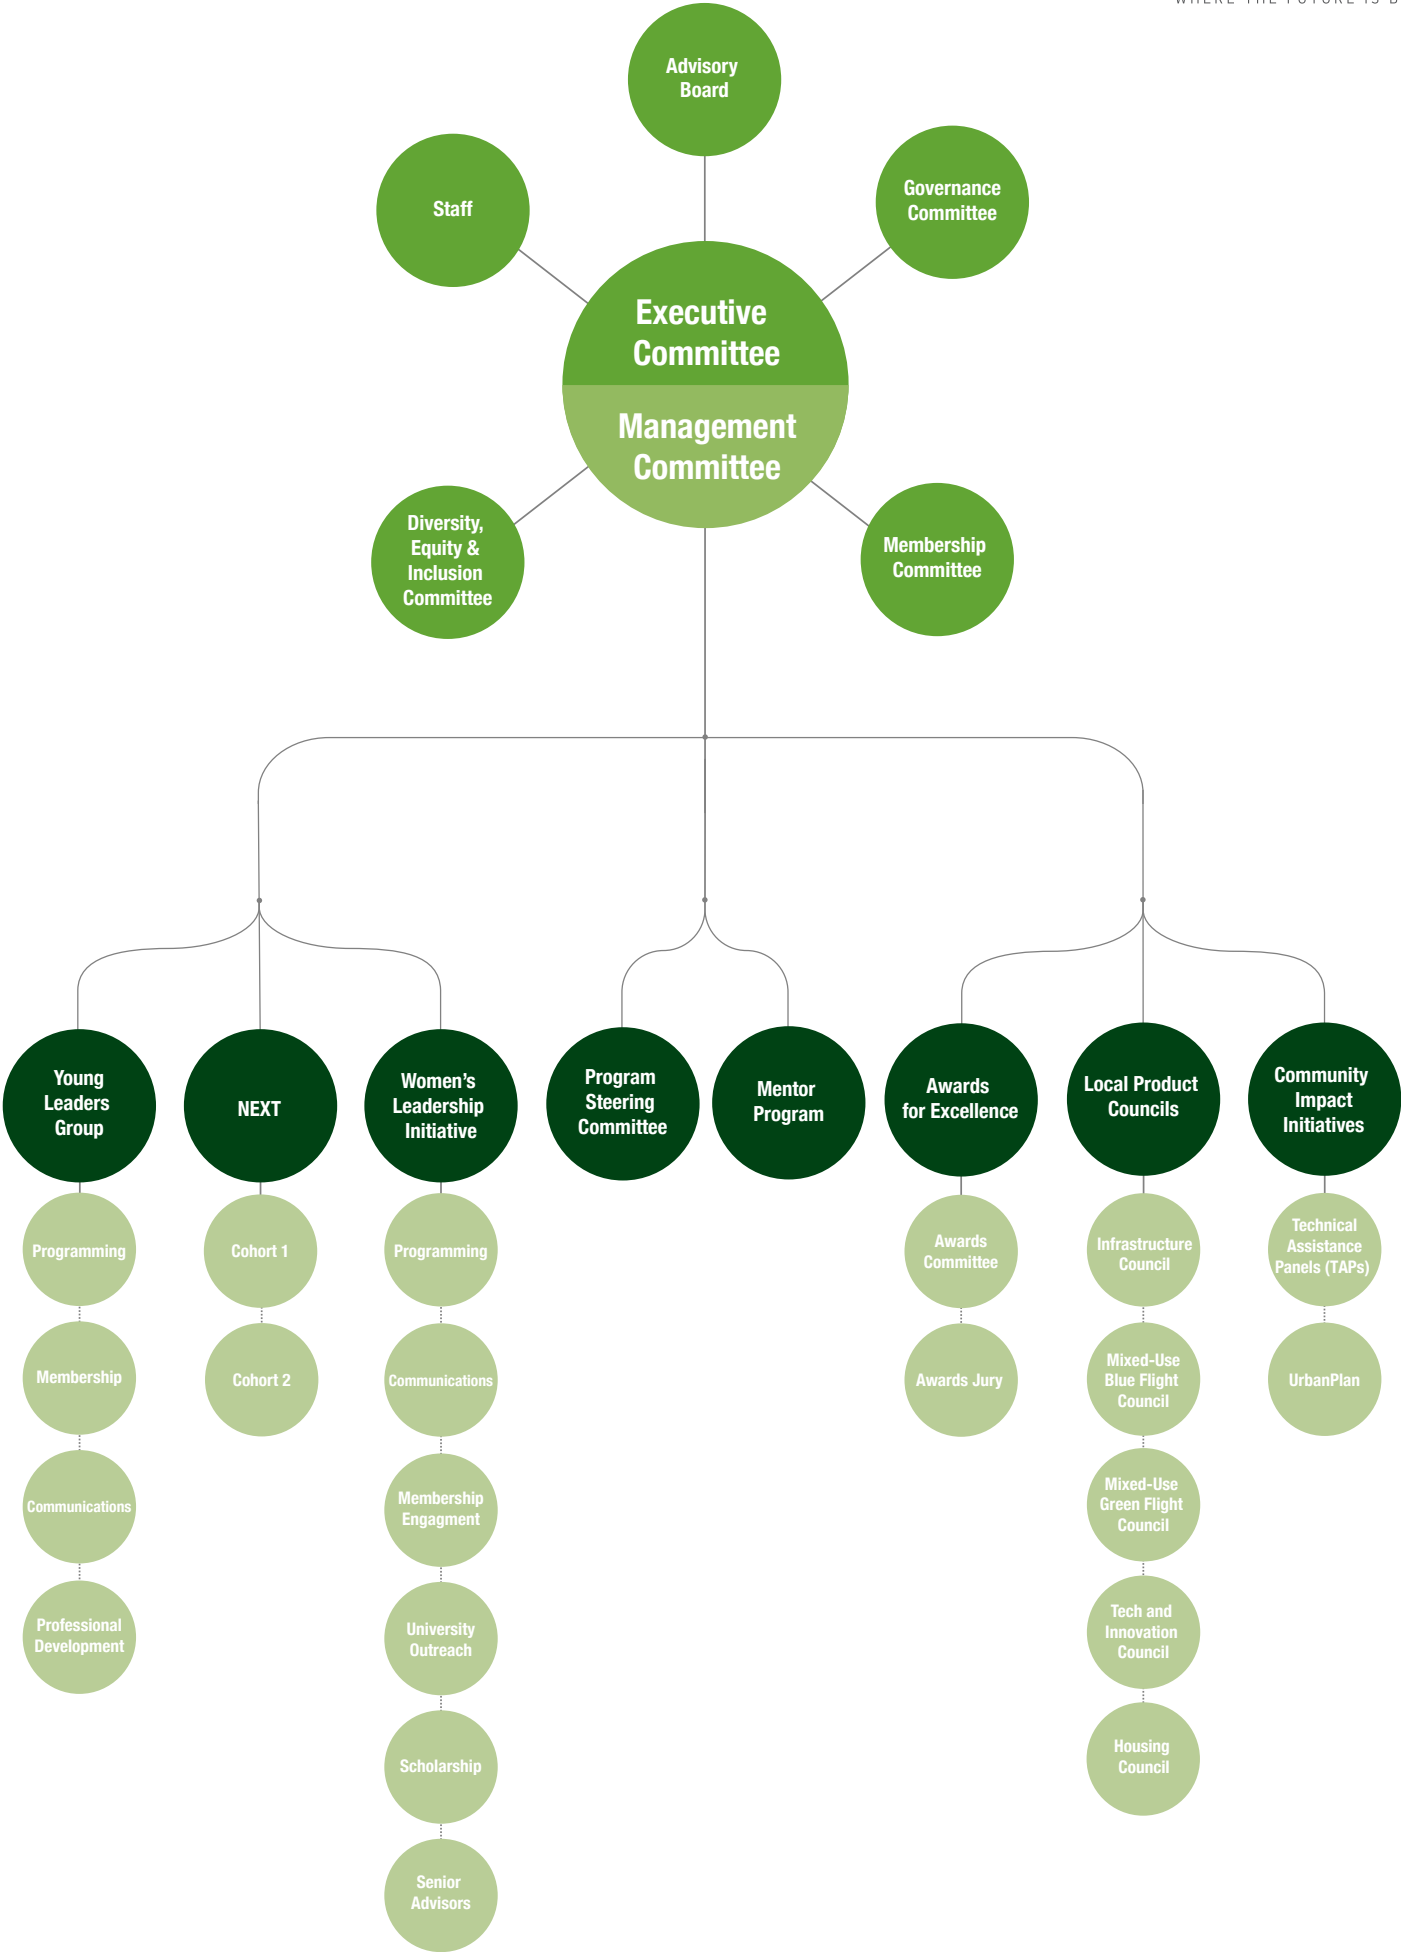 WHERE THE FUTURE IS B
Advisory
Board
Staff
Governance
Committee
Executive
Committee
Management
Committee
Diversity,
Equity &
Inclusion
Committee
Membership
Committee
Young
Leaders
Group
NEXT
Women's
Leadership
Initiative
Program
Steering
Committee
Mentor
Program
Awards
for Excellence
Local Product
Councils
Community
Impact
Initiatives
Programming
Membership
Communications
Professional
Development
Cohort 1
Cohort 2
Programming
Communications
Membership
Engagment
University
Outreach
Scholarship
Senior
Advisors
Awards
Committee
Awards Jury
Infrastructure
Council
Mixed-Use
Blue Flight
Council
Mixed-Use
Green Flight
Council
Tech and
Innovation
Council
Housing
Council
Technical
Assistance
Panels (TAPs)
UrbanPlan